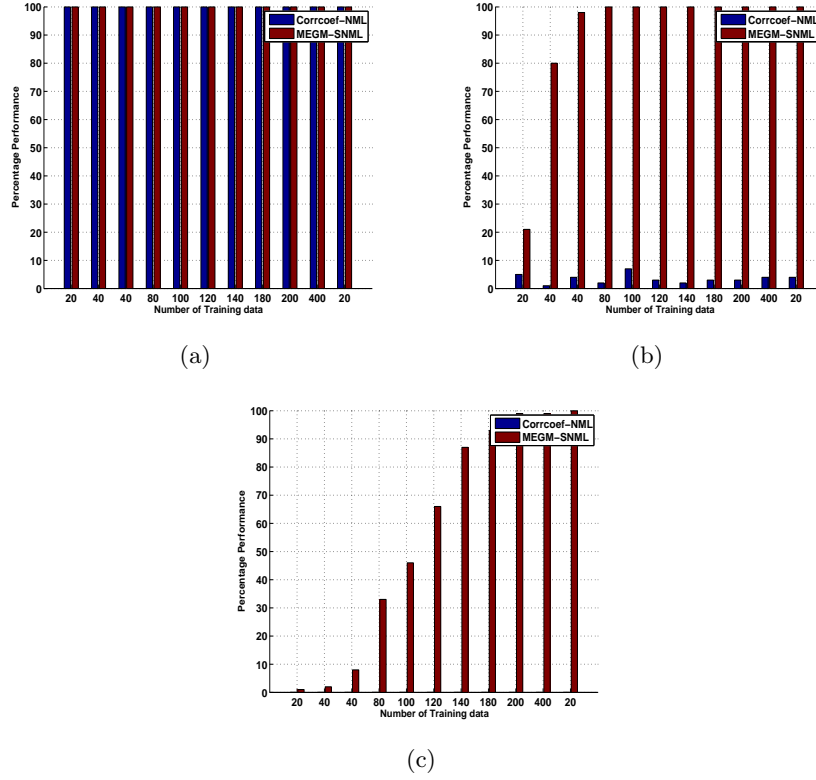 100
90
80
70
60
50
40
30
20
10
0
Percentage Performance
Corrcoef−NML
MEGM−SNML
20 40 40 80 100 120 140 180 200 400 20
Number of Training data
(a)
100
90
80
70
60
50
40
30
20
10
0
Percentage Performance
Corrcoef−NML
MEGM−SNML
20 40 40 80 100 120 140 180 200 400 20
Number of Training data
(b)
100
90
80
70
60
50
40
30
20
10
0
Percentage Performance
Corrcoef−NML
MEGM−SNML
20 40 40 80 100 120 140 180 200 400 20
Number of Training data
(c)